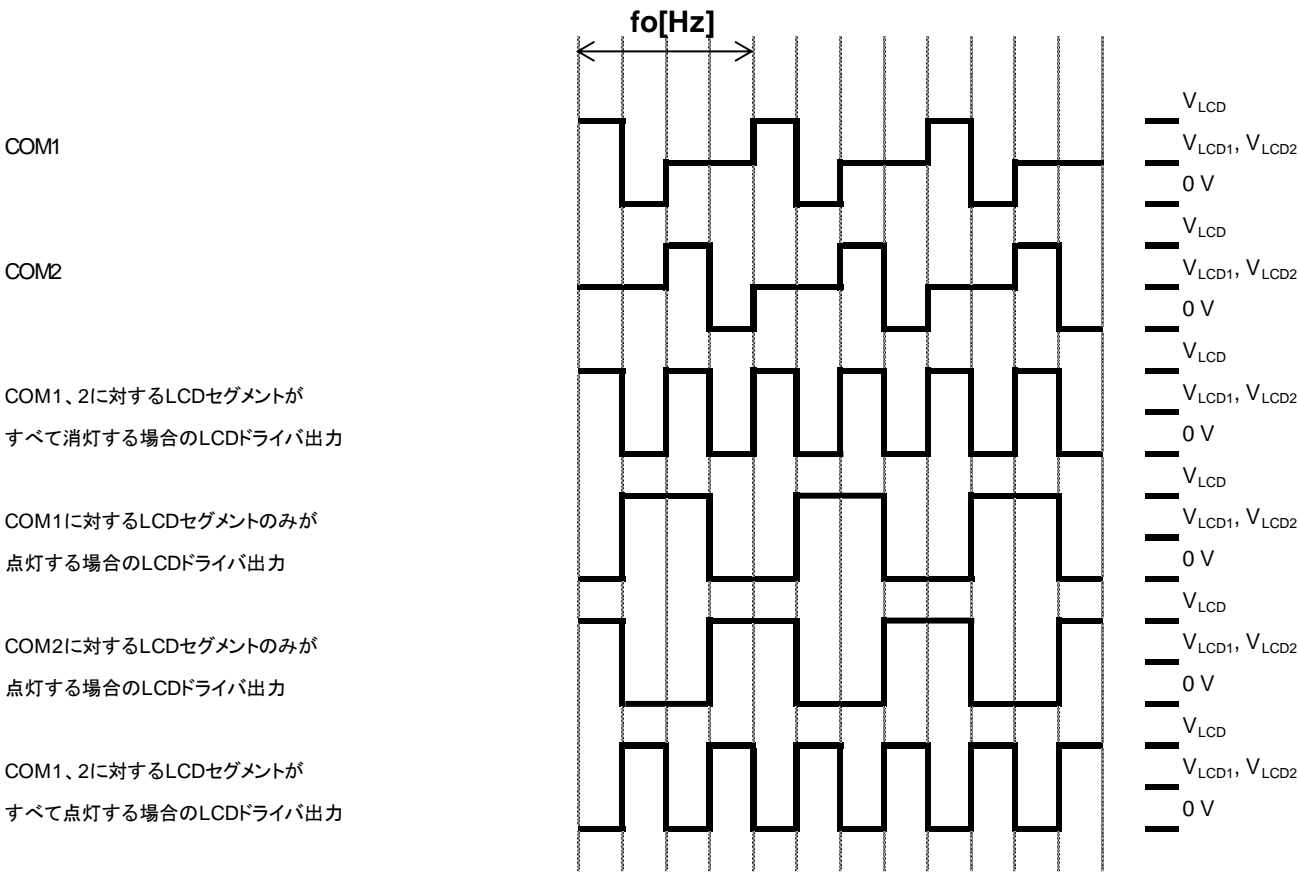 fo[Hz]
VLCD
COM1
VLCD1, VLCD2
0 V
VLCD
COM2
VLCD1, VLCD2
0 V
VLCD
COM1、2に対するLCDセグメントが
VLCD1, VLCD2
すべて消灯する場合のLCDドライバ出力
0 V
VLCD
COM1に対するLCDセグメントのみが
VLCD1, VLCD2
点灯する場合のLCDドライバ出力
0 V
VLCD
COM2に対するLCDセグメントのみが
VLCD1, VLCD2
点灯する場合のLCDドライバ出力
0 V
VLCD
COM1、2に対するLCDセグメントが
VLCD1, VLCD2
すべて点灯する場合のLCDドライバ出力
0 V